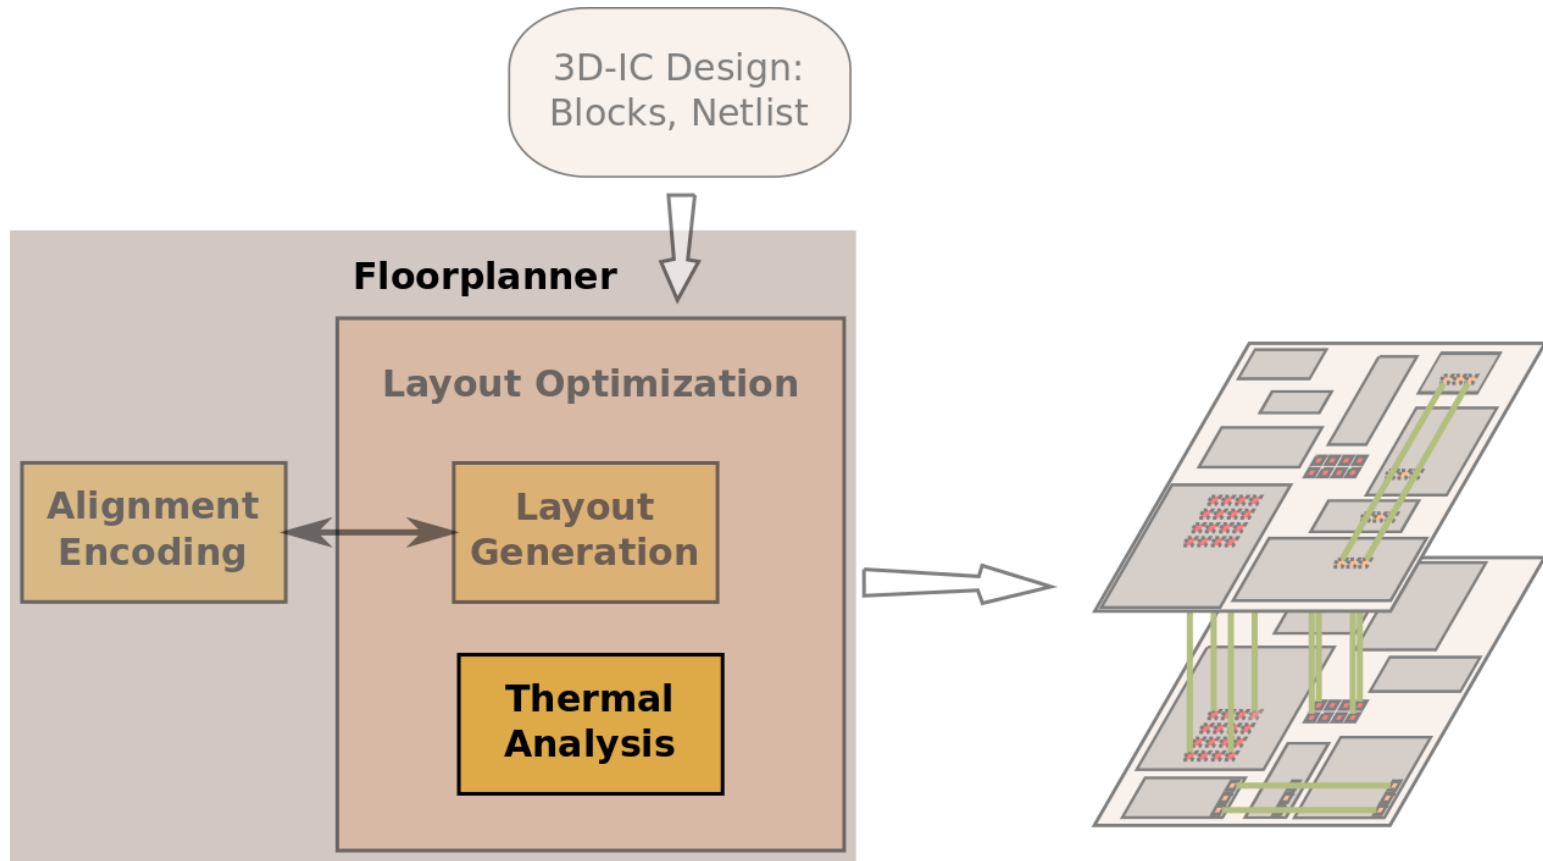 3D-IC Design:
Blocks, Netlist
Floorplanner
Layout Optimization
Alignment
Encoding
Layout
Generation
Thermal
Analysis